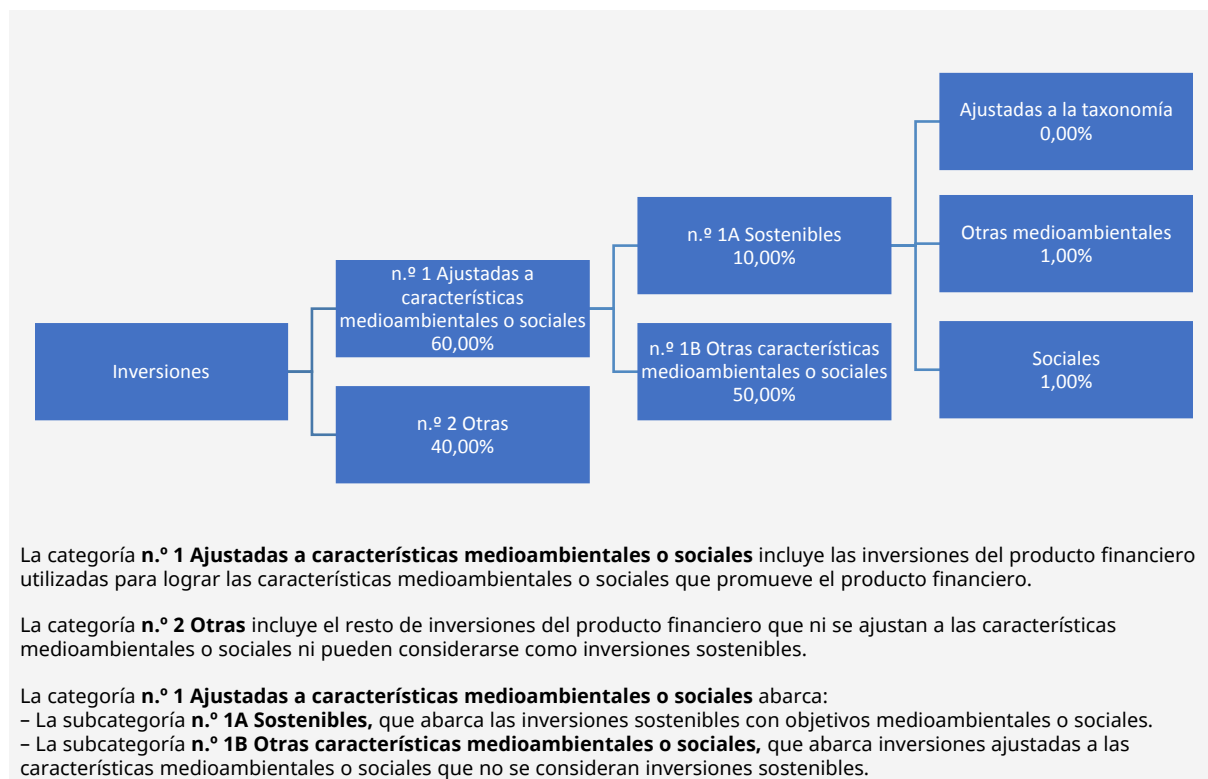 Inversiones
n.º 1 Ajustadas a
características
medioambientales o sociales
60,00%
n.º 2 Otras
40,00%
n.º 1A Sostenibles
10,00%
n.º 1B Otras características
medioambientales o sociales
50,00%
Ajustadas a la taxonomía
0,00%
Otras medioambientales
1,00%
Sociales
1,00%
La categoría n.º 1 Ajustadas a características medioambientales o sociales incluye las inversiones del producto financiero
utilizadas para lograr las características medioambientales o sociales que promueve el producto financiero.
La categoría n.º 2 Otras incluye el resto de inversiones del producto financiero que ni se ajustan a las características
medioambientales o sociales ni pueden considerarse como inversiones sostenibles.
La categoría n.º 1 Ajustadas a características medioambientales o sociales abarca:
– La subcategoría n.º 1A Sostenibles, que abarca las inversiones sostenibles con objetivos medioambientales o sociales.
– La subcategoría n.º 1B Otras características medioambientales o sociales, que abarca inversiones ajustadas a las
características medioambientales o sociales que no se consideran inversiones sostenibles.